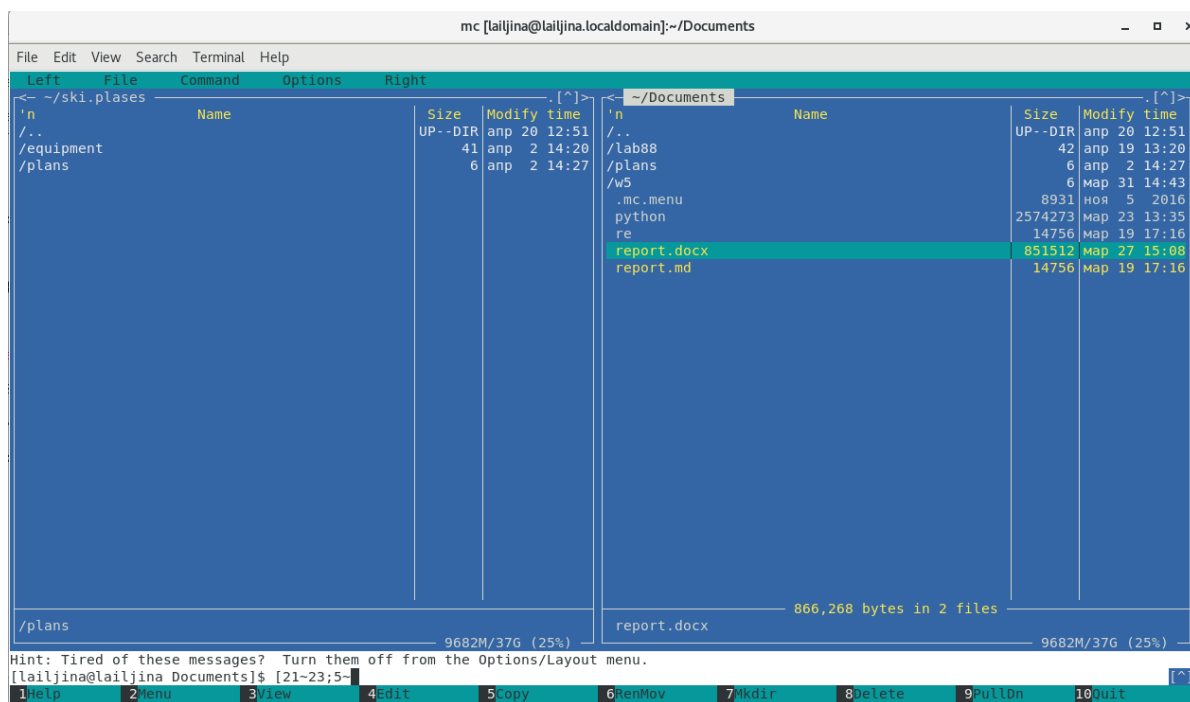 mc [lailjina@lailjina.localdomain]:~/Documents
File Edit View Search Terminal Help
Left File Command Options Right
<− ~/ski.plases .[^]>
'n Name Size Modify time
/.. UP--DIR апр 20 12:51
/equipment 41 апр 2 14:20
/plans 6 апр 2 14:27
/plans
9682M/37G (25%)
<− ~/Documents .[^]>
'n Name Size Modify time
/.. UP--DIR апр 20 12:51
/lab88 42 апр 19 13:20
/plans 6 апр 2 14:27
/w5 6 мар 31 14:43
.mc.menu 8931 ноя 5 2016
python 2574273 мар 23 13:35
re 14756 мар 19 17:16
report.docx 851512 мар 27 15:08
report.md 14756 мар 19 17:16
866,268 bytes in 2 files
report.docx
9682M/37G (25%)
Hint: Tired of these messages? Turn them off from the Options/Layout menu.
[lailjina@lailjina Documents]$ [21~23;5~ [^]
1Help 2Menu 3View 4Edit 5Copy 6RenMov 7Mkdir 8Delete 9PullDn 10Quit